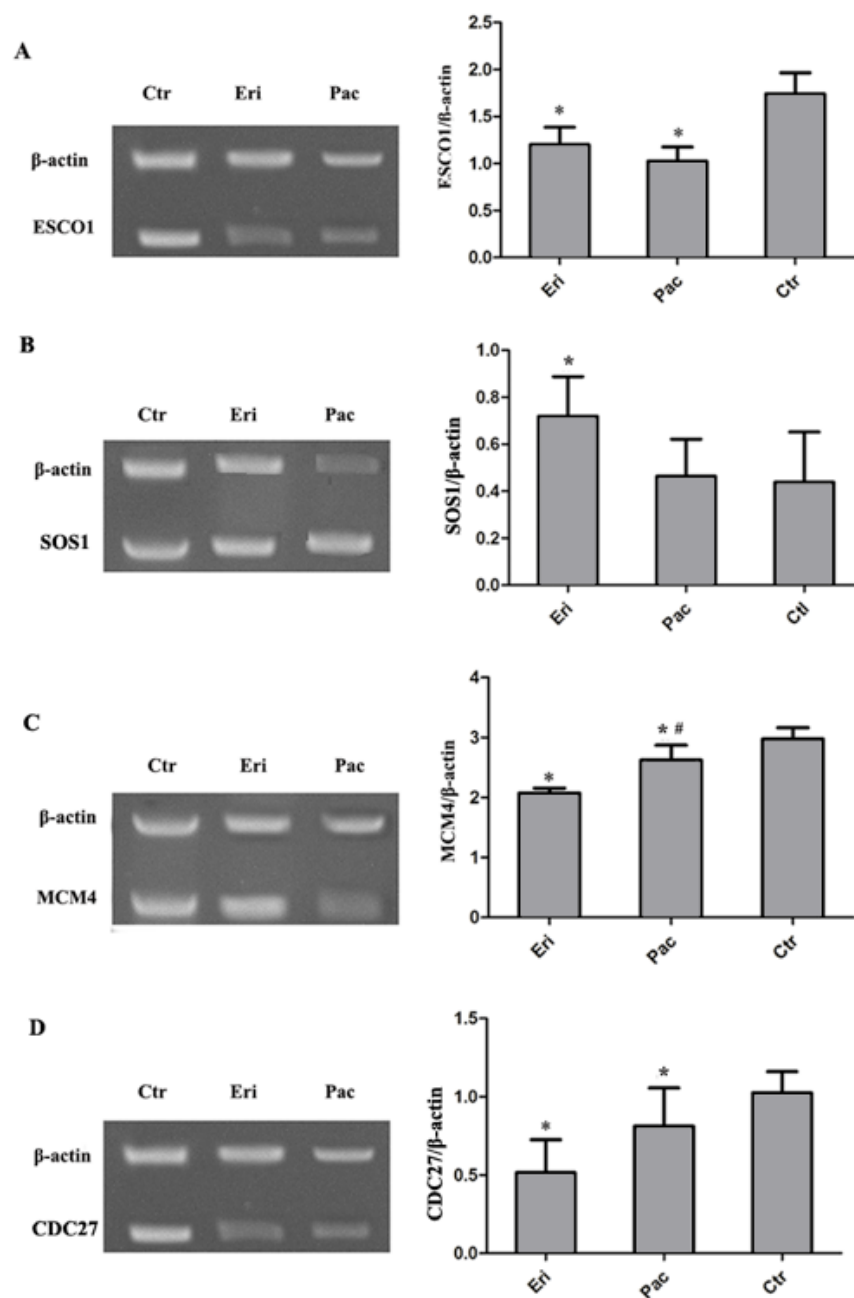 A
Ctr Eri Pac
β-actin
ESCO1
ESCO1/β-actin
2.5
2.0
1.5
1.0
0.5
0.0
* *
Eri Pac Ctr
B
Ctr Eri Pac
β-actin
SOS1
SOS1/β-actin
1.0
0.8
0.6
0.4
0.2
0.0
*
Eri Pac Ctl
C
Ctr Eri Pac
β-actin
MCM4
MCM4/β-actin
4
3
2
1
0
* * #
Eri Pac Ctr
D
Ctr Eri Pac
β-actin
CDC27
CDC27/β-actin
1.5
1.0
0.5
0.0
* *
Eri Pac Ctr